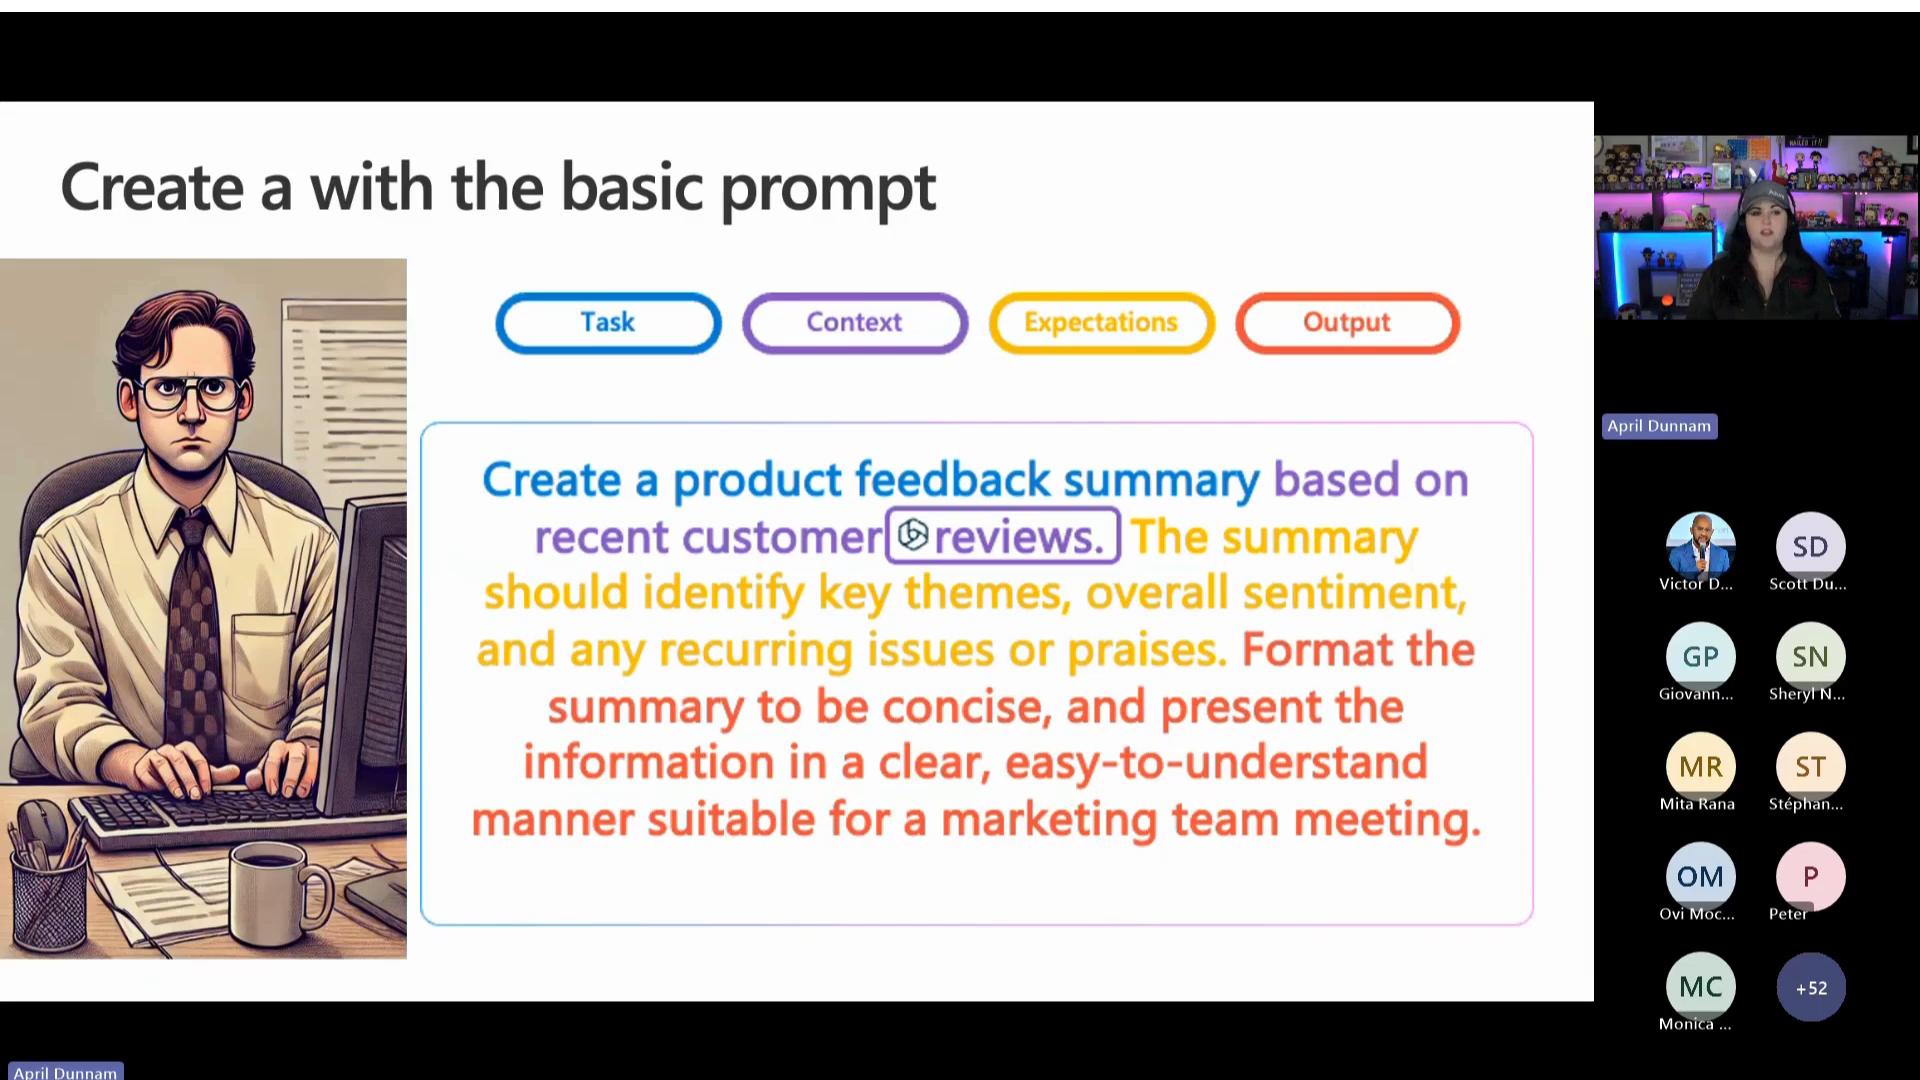 Create a with the basic prompt
Task
Context
Expectations
Output
Create a product feedback summary based on
recent customer reviews. The summary
should identify key themes, overall sentiment,
and any recurring issues or praises. Format the
summary to be concise, and present the
information in a clear, easy-to-understand
manner suitable for a marketing team meeting.
April Dunnam
Victor D...
SD
Scott Du...
GP
Giovann...
SN
Sheryl N...
MR
Mita Rana
ST
Stéphan...
OM
Ovi Moc...
P
Peter
MC
Monica ...
+52
April Dunnam